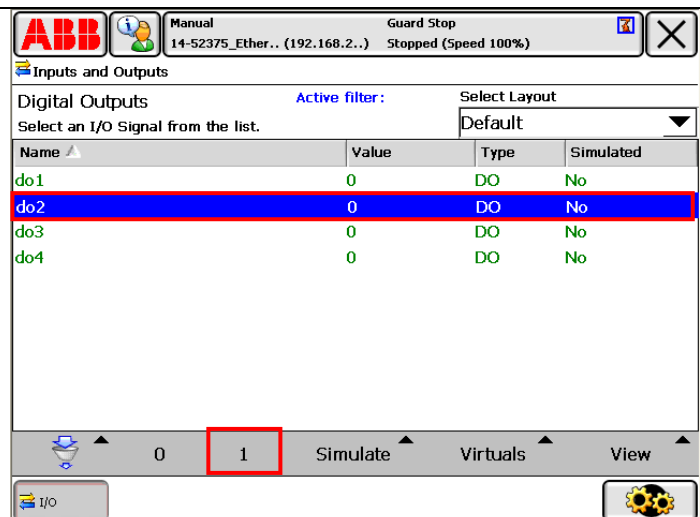 ABB
Manual
Guard Stop
14-52375_Ether.. (192.168.2..)
Stopped (Speed 100%)
Inputs and Outputs
Digital Outputs
Active filter:
Select Layout
Select an I/O Signal from the list.
Default
Name Value Type Simulated
do1 0 DO No
do2 0 DO No
do3 0 DO No
do4 0 DO No
0 1 Simulate Virtuals View
I/O